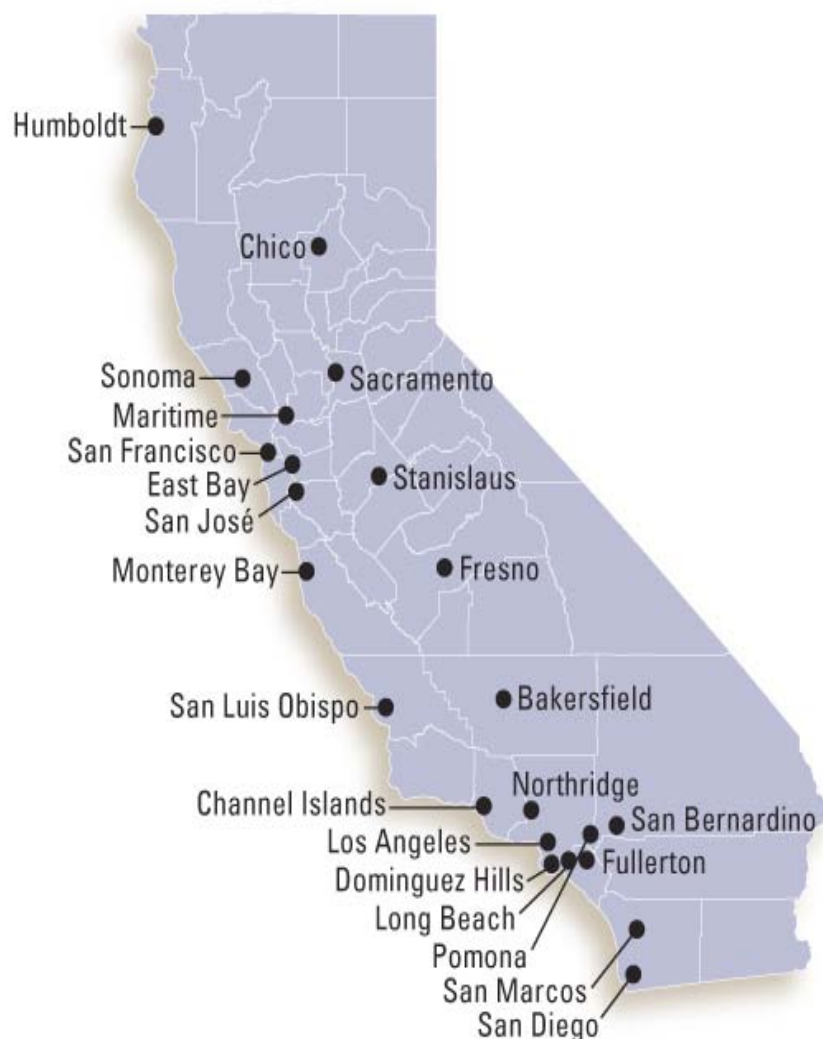 Humboldt
Chico
Sonoma
Sacramento
Maritime
San Francisco
East Bay
Stanislaus
San José
Monterey Bay
Fresno
San Luis Obispo
Bakersfield
Northridge
Channel Islands
San Bernardino
Los Angeles
Fullerton
Dominguez Hills
Long Beach
Pomona
San Marcos
San Diego